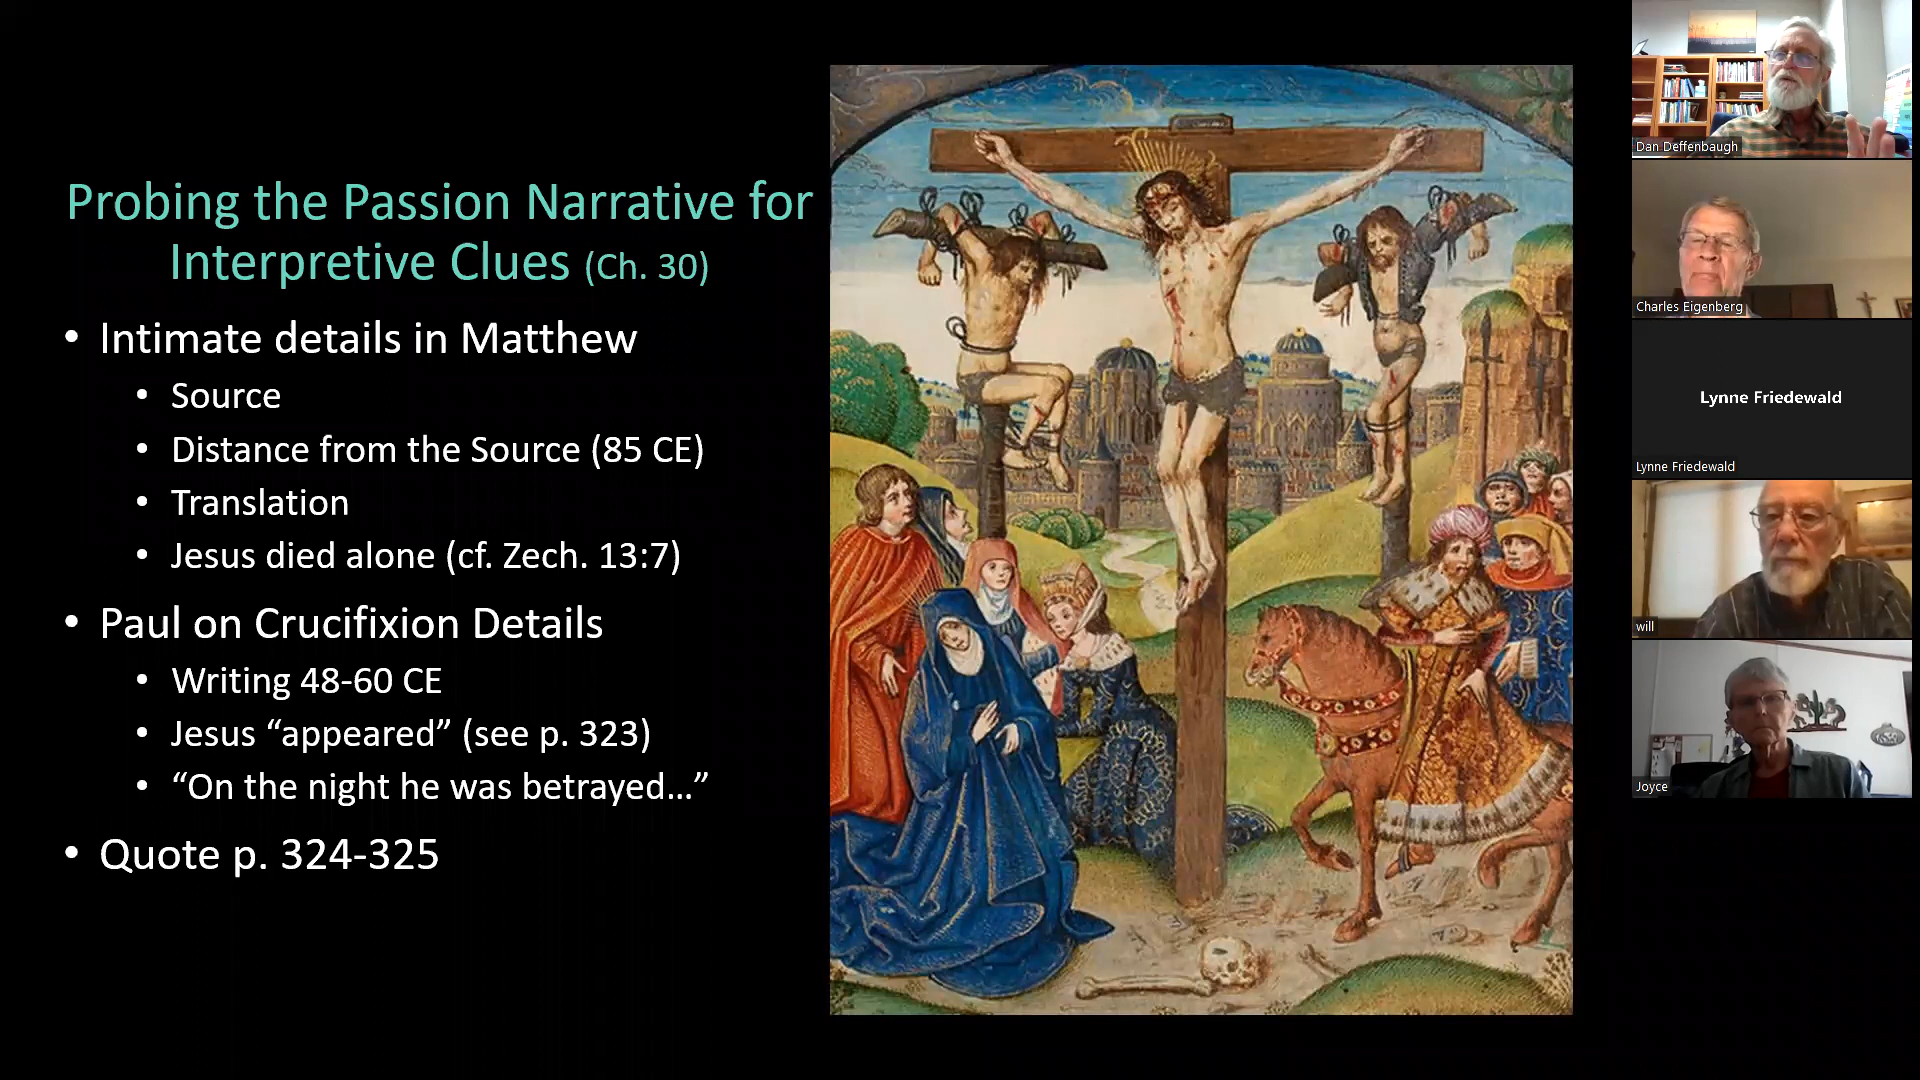 Probing the Passion Narrative for
Interpretive Clues (Ch. 30)
• Intimate details in Matthew
• Source
• Distance from the Source (85 CE)
• Translation
• Jesus died alone (cf. Zech. 13:7)
• Paul on Crucifixion Details
• Writing 48-60 CE
• Jesus “appeared” (see p. 323)
• “On the night he was betrayed…”
• Quote p. 324-325
Dan Deffenbaugh
Charles Eigenberg
Lynne Friedewald
Lynne Friedewald
will
Joyce